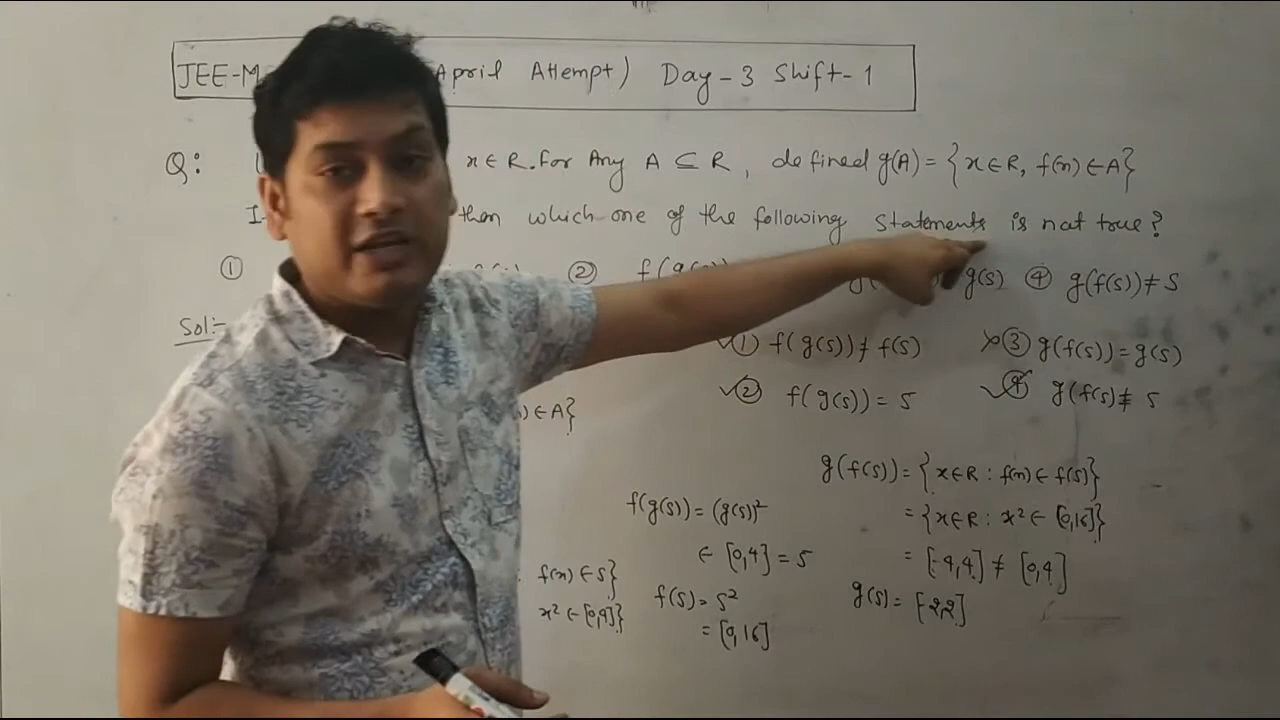 JEE-M April Attempt) Day-3 Shift-1
Q: x∈R. For Any A ⊆ R, defined g(A) = {x∈R, f(x)∈A}
I then which one of the following statements is not true?
① ② f(g(s)) g(s) ④ g(f(s)) ≠ S
Sol:-
✓① f(g(s)) ≠ f(s) ×③ g(f(s)) = g(s)
✓② f(g(s)) = S ✓④ g(f(s) ≠ S
) ∈ A}
g(f(s)) = {x∈R : f(x) ∈ f(s)}
f(g(s)) = (g(s))² = {x∈R : x² ∈ [0,16]}
∈ [0,4] = S = [-4,4] ≠ [0,4]
f(x) ∈ S} f(s) = S² g(s) = [-2,2]
x² ∈ [0,4]} = [0,16]